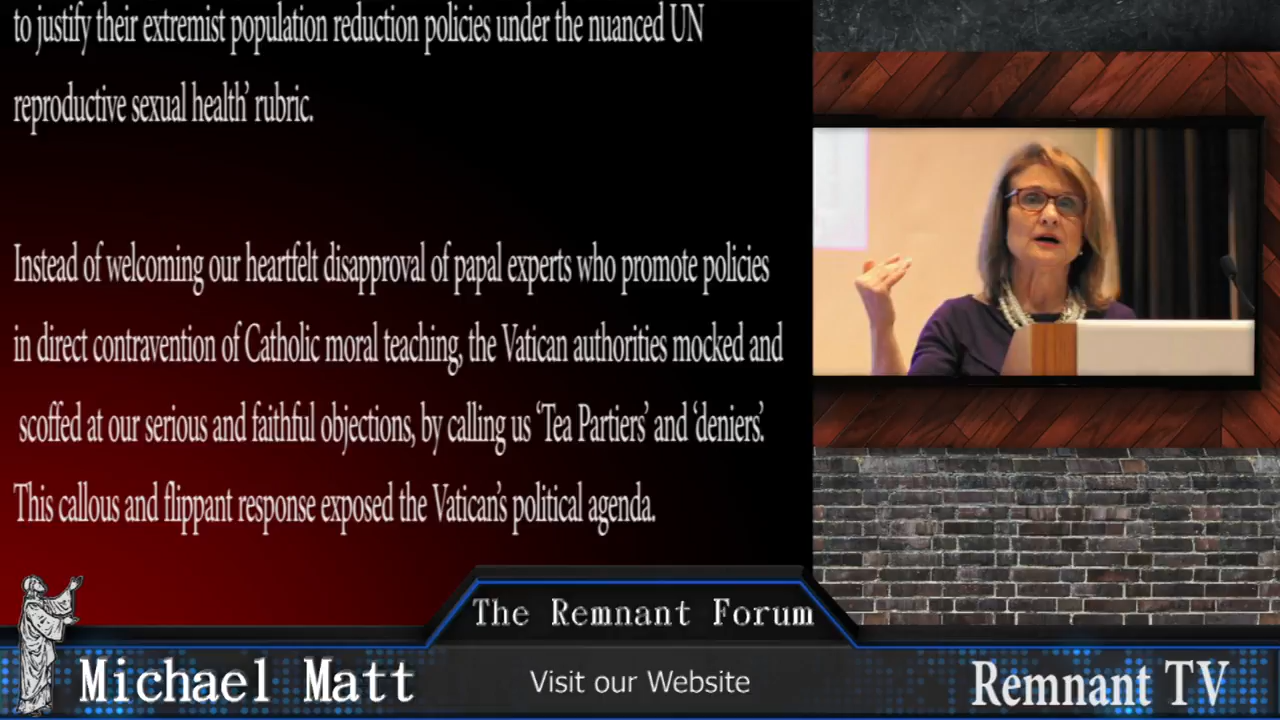 to justify their extremist population reduction policies under the nuanced UN
reproductive sexual health’ rubric.
Instead of welcoming our heartfelt disapproval of papal experts who promote policies
in direct contravention of Catholic moral teaching, the Vatican authorities mocked and
scoffed at our serious and faithful objections, by calling us ‘Tea Partiers’ and ‘deniers.’
This callous and flippant response exposed the Vatican’s political agenda.
The Remnant Forum
Michael Matt
Visit our Website
Remnant TV